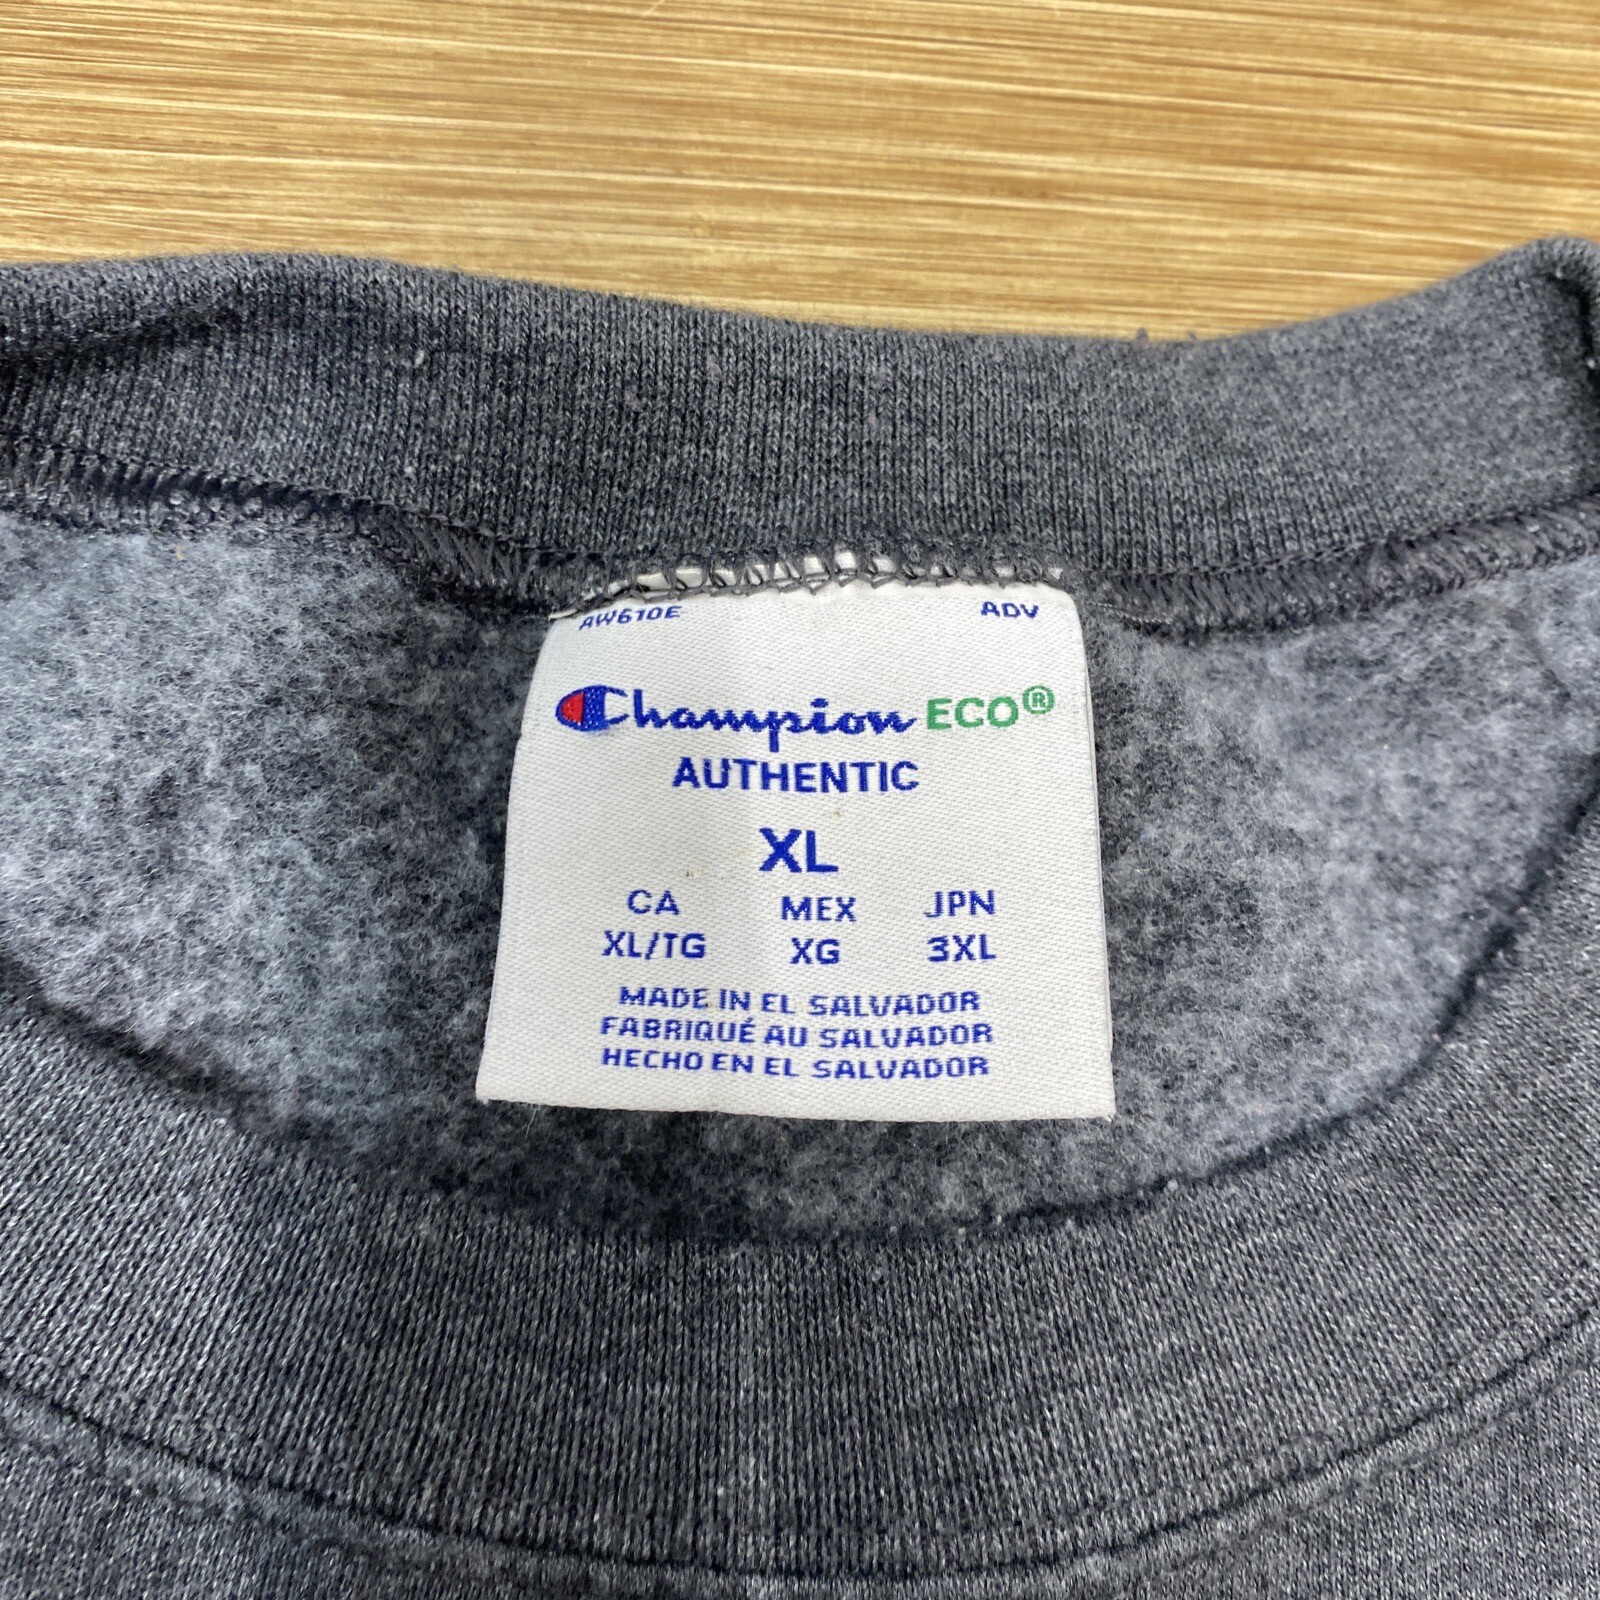 AW610E ADV
Champion ECO®
AUTHENTIC
XL
CA MEX JPN
XL/TG XG 3XL
MADE IN EL SALVADOR
FABRIQUÉ AU SALVADOR
HECHO EN EL SALVADOR